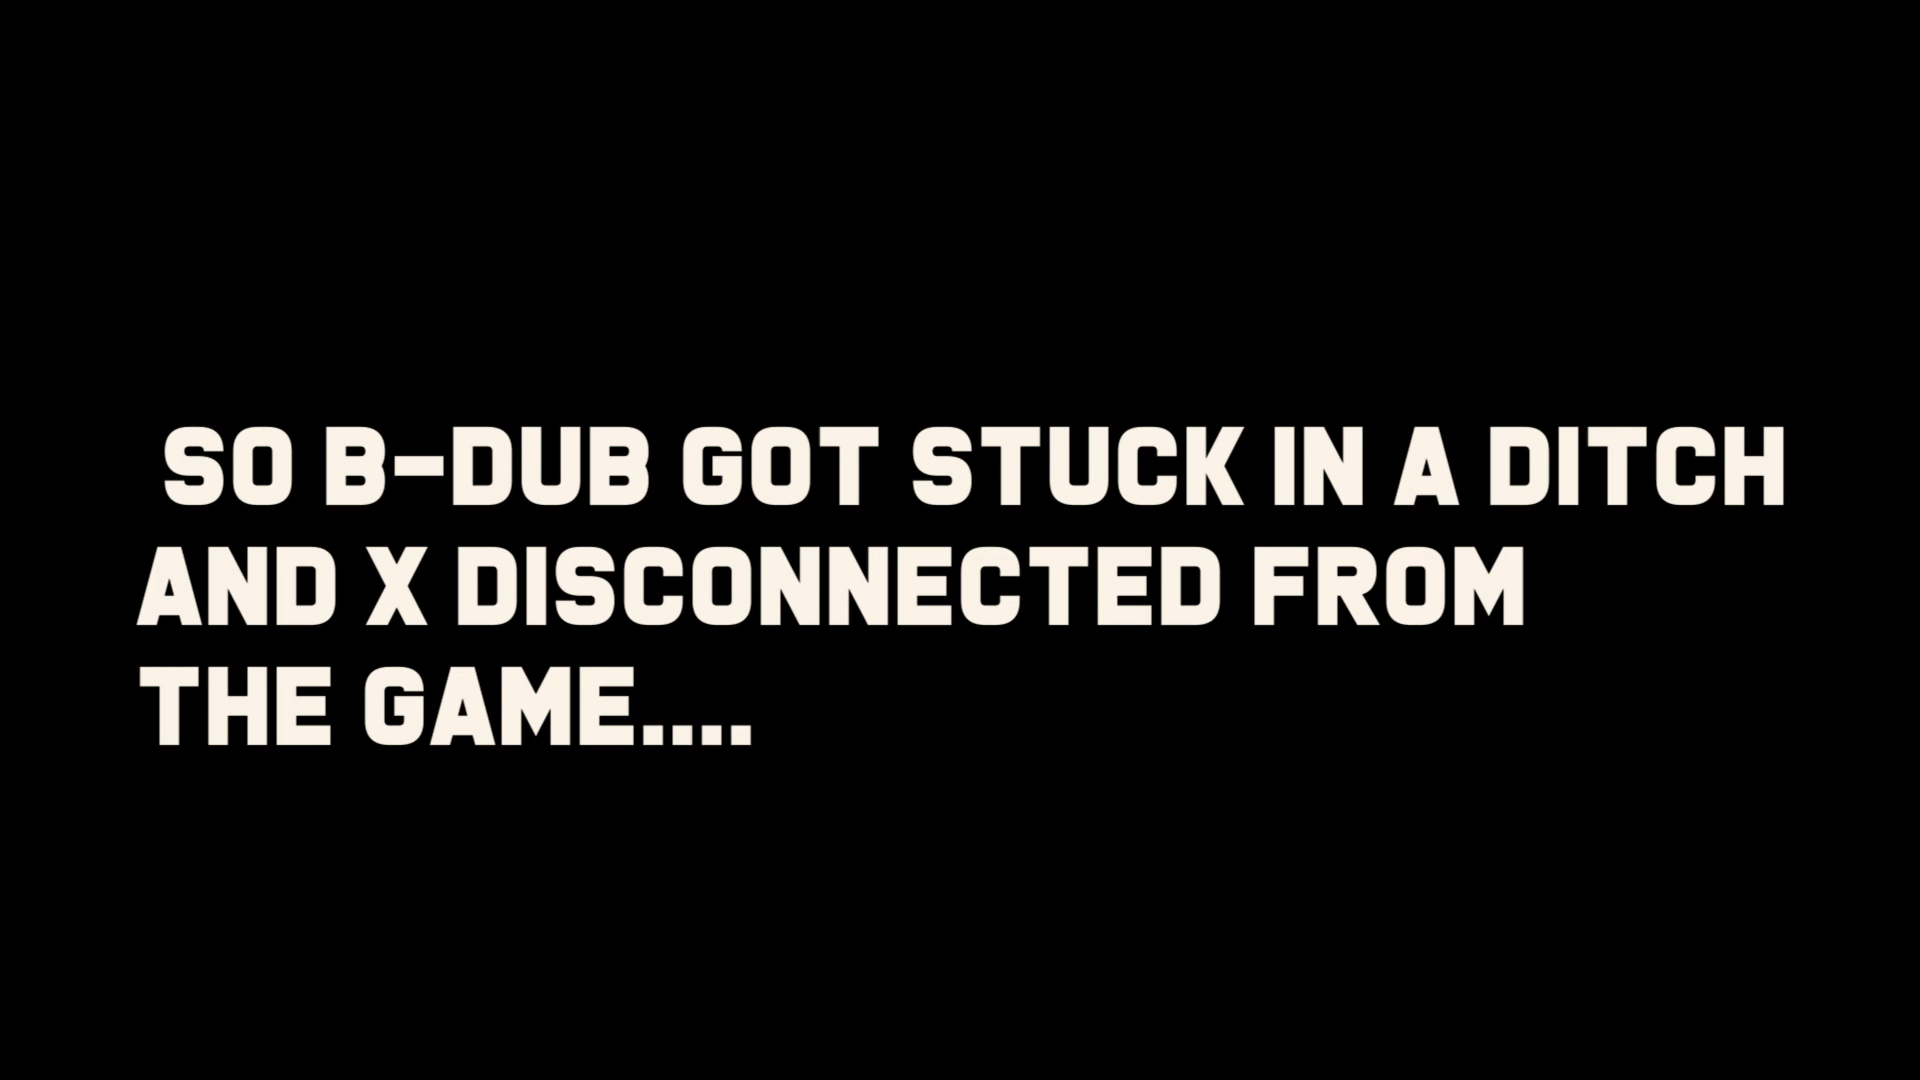 SO B-DUB GOT STUCK IN A DITCH
AND X DISCONNECTED FROM
THE GAME....